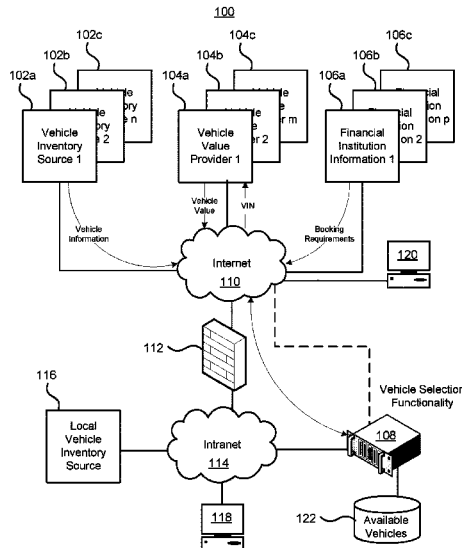 100
102c
102b
102a
104c
104b
104a
106c
106b
106a
Vehicle
Inventory
Source 1
Vehicle
Value
Provider 1
Financial
Institution
Information 1
Vehicle
Information
Vehicle
Value
VIN
Booking
Requirements
Internet
110
120
112
116
Vehicle Selection
Functionality
Local
Vehicle
Inventory
Source
Intranet
114
108
118
122
Available
Vehicles